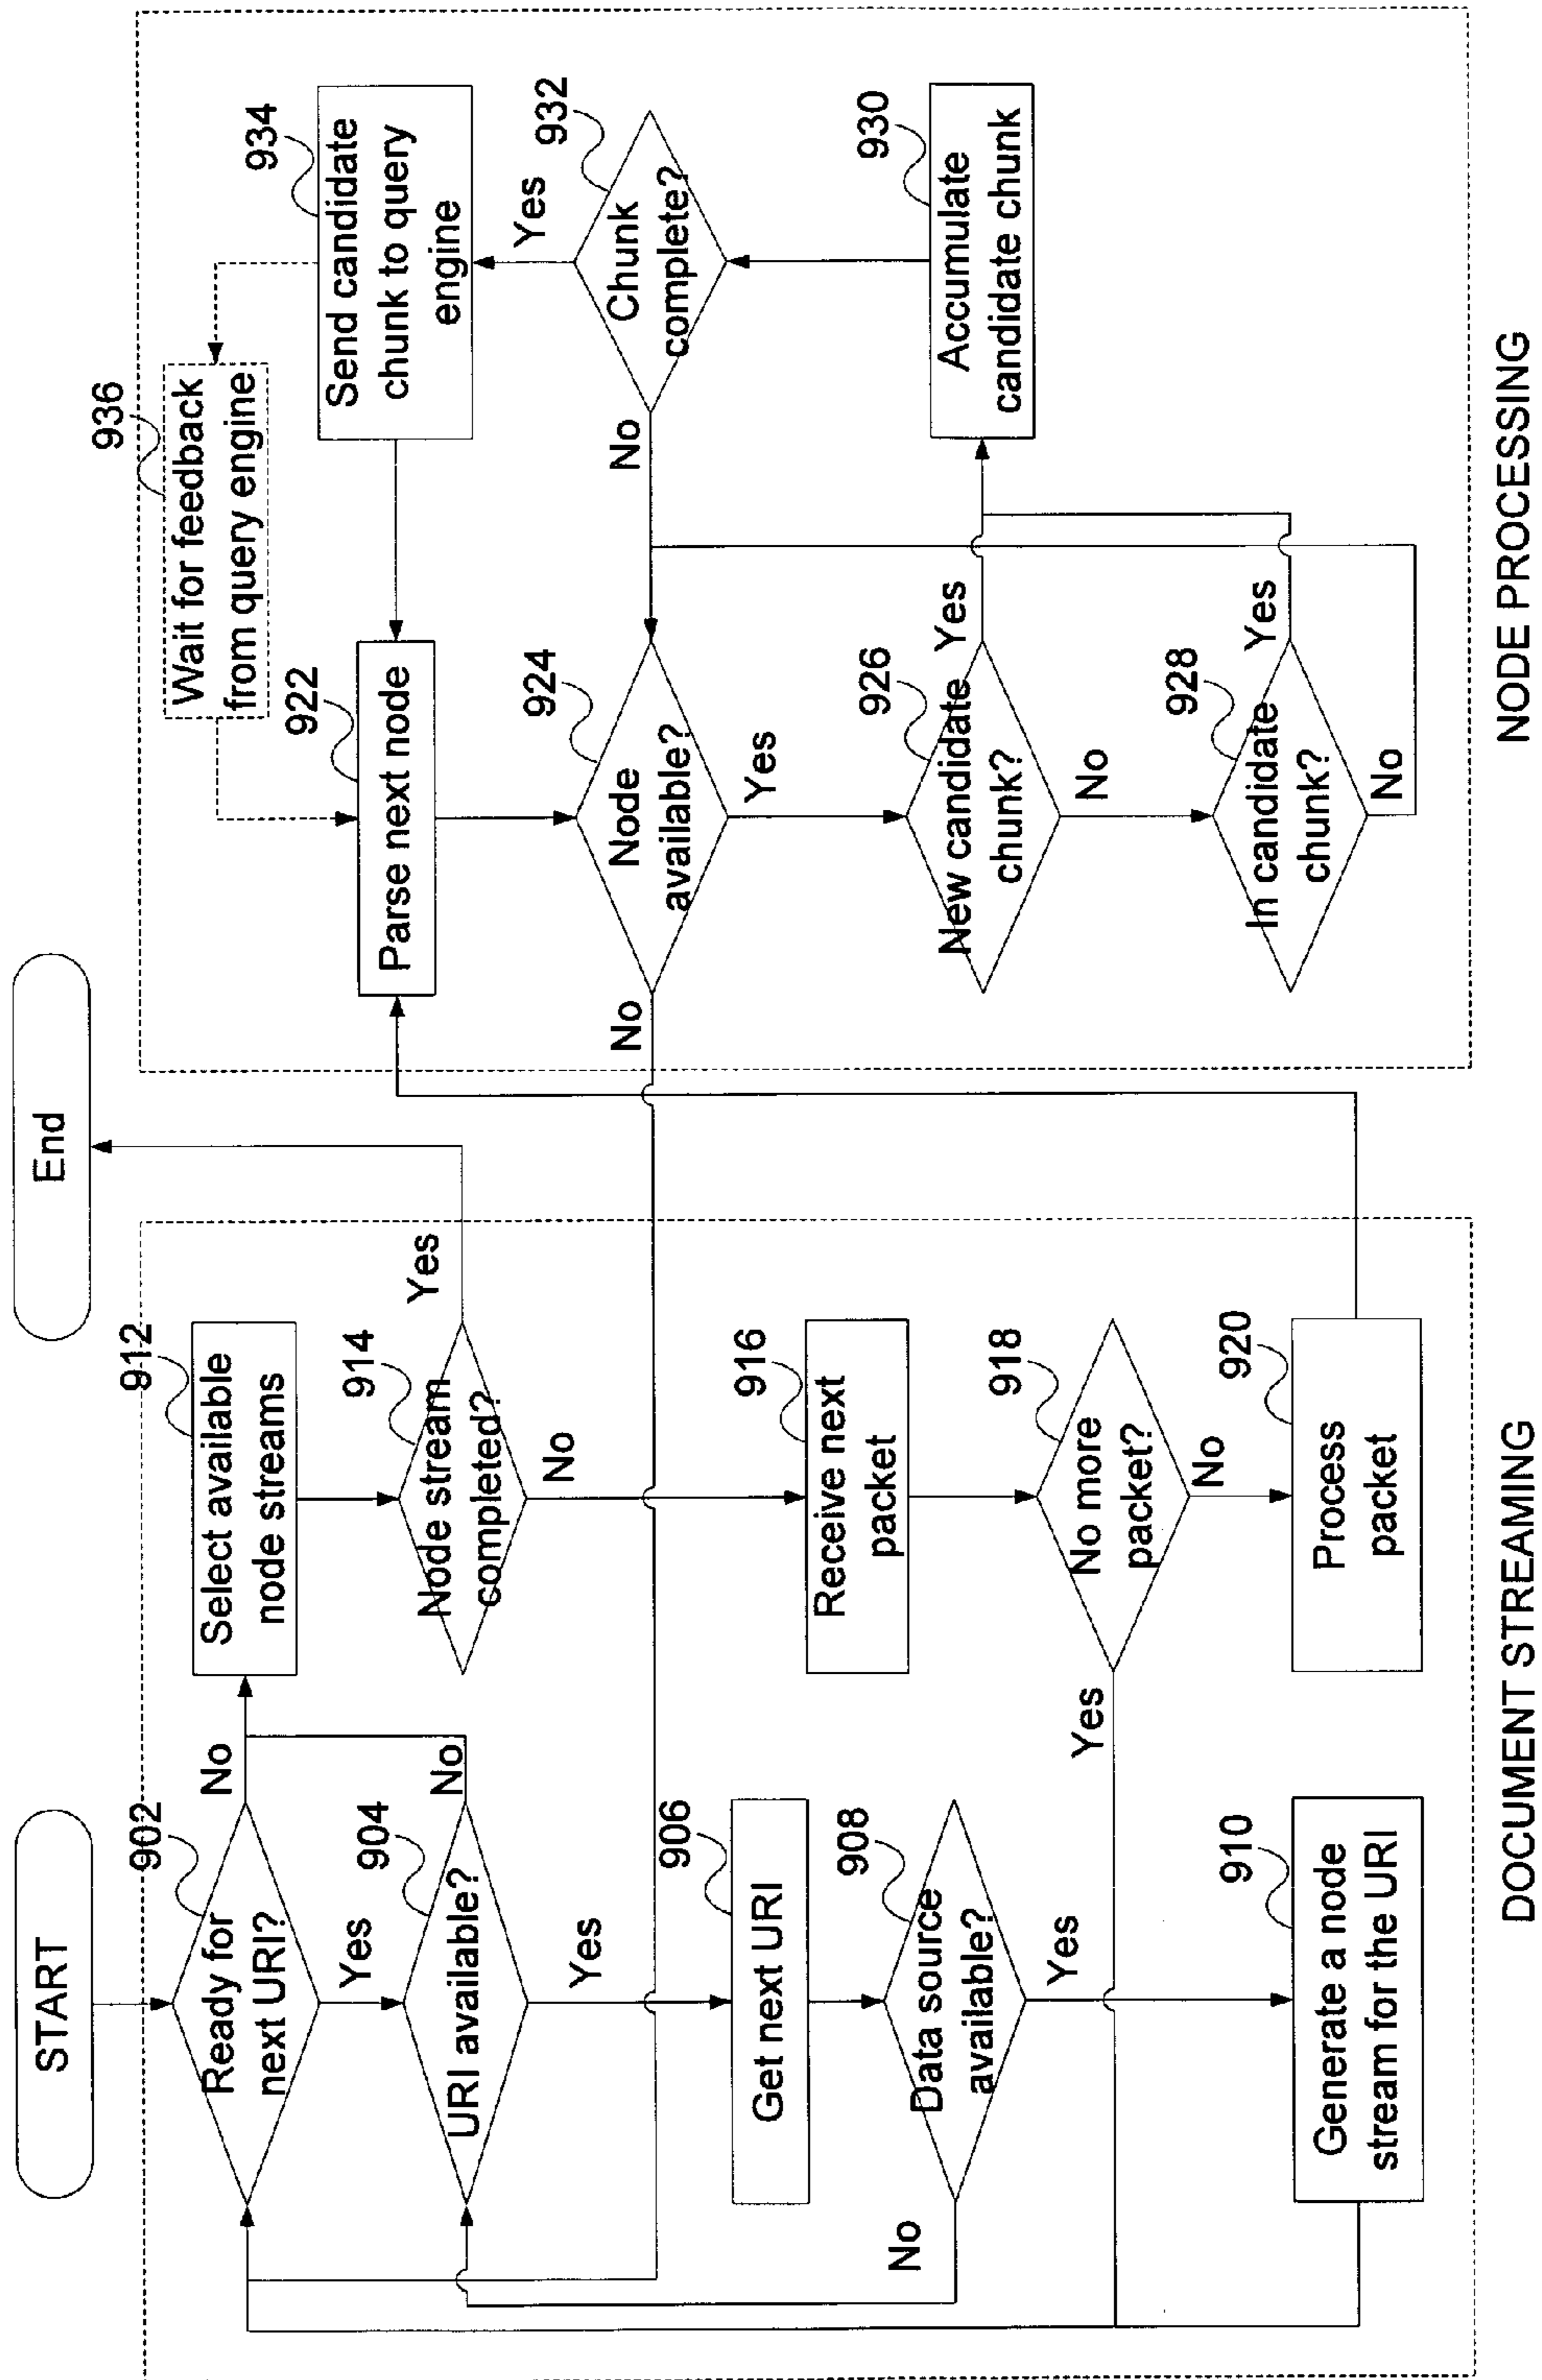 START
End
902
Ready for
next URI?
No
Yes
904
URI available?
No
Yes
906
Get next URI
908
Data source
available?
No
Yes
910
Generate a node
stream for the URI
912
Select available
node streams
914
Node stream
completed?
Yes
No
916
Receive next
packet
918
No more
packet?
Yes
No
920
Process
packet
DOCUMENT STREAMING
936
Wait for feedback
from query engine
922
Parse next node
924
Node
available?
No
Yes
926
New candidate
chunk?
Yes
No
928
In candidate
chunk?
Yes
No
934
Send candidate
chunk to query
engine
Yes
932
Chunk
complete?
No
930
Accumulate
candidate chunk
NODE PROCESSING